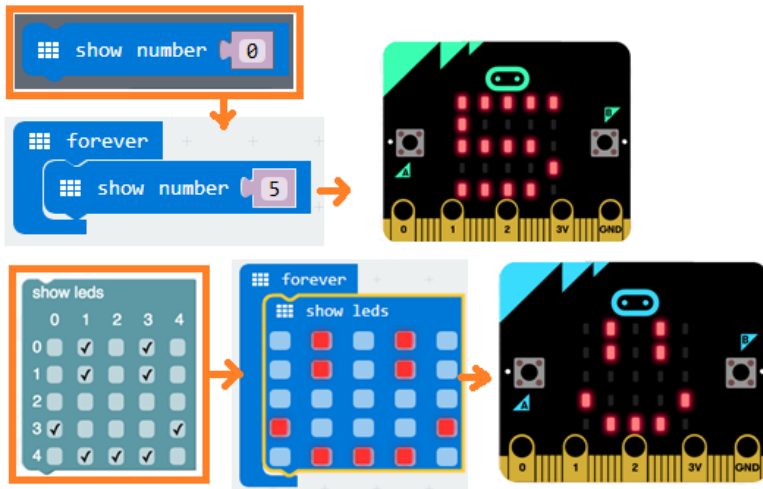 show number 0
forever
show number 5
A
B
0 1 2 3V GND
show leds
0 1 2 3 4
0
1
2
3
4
forever
show leds
A
B
0 1 2 3V GND